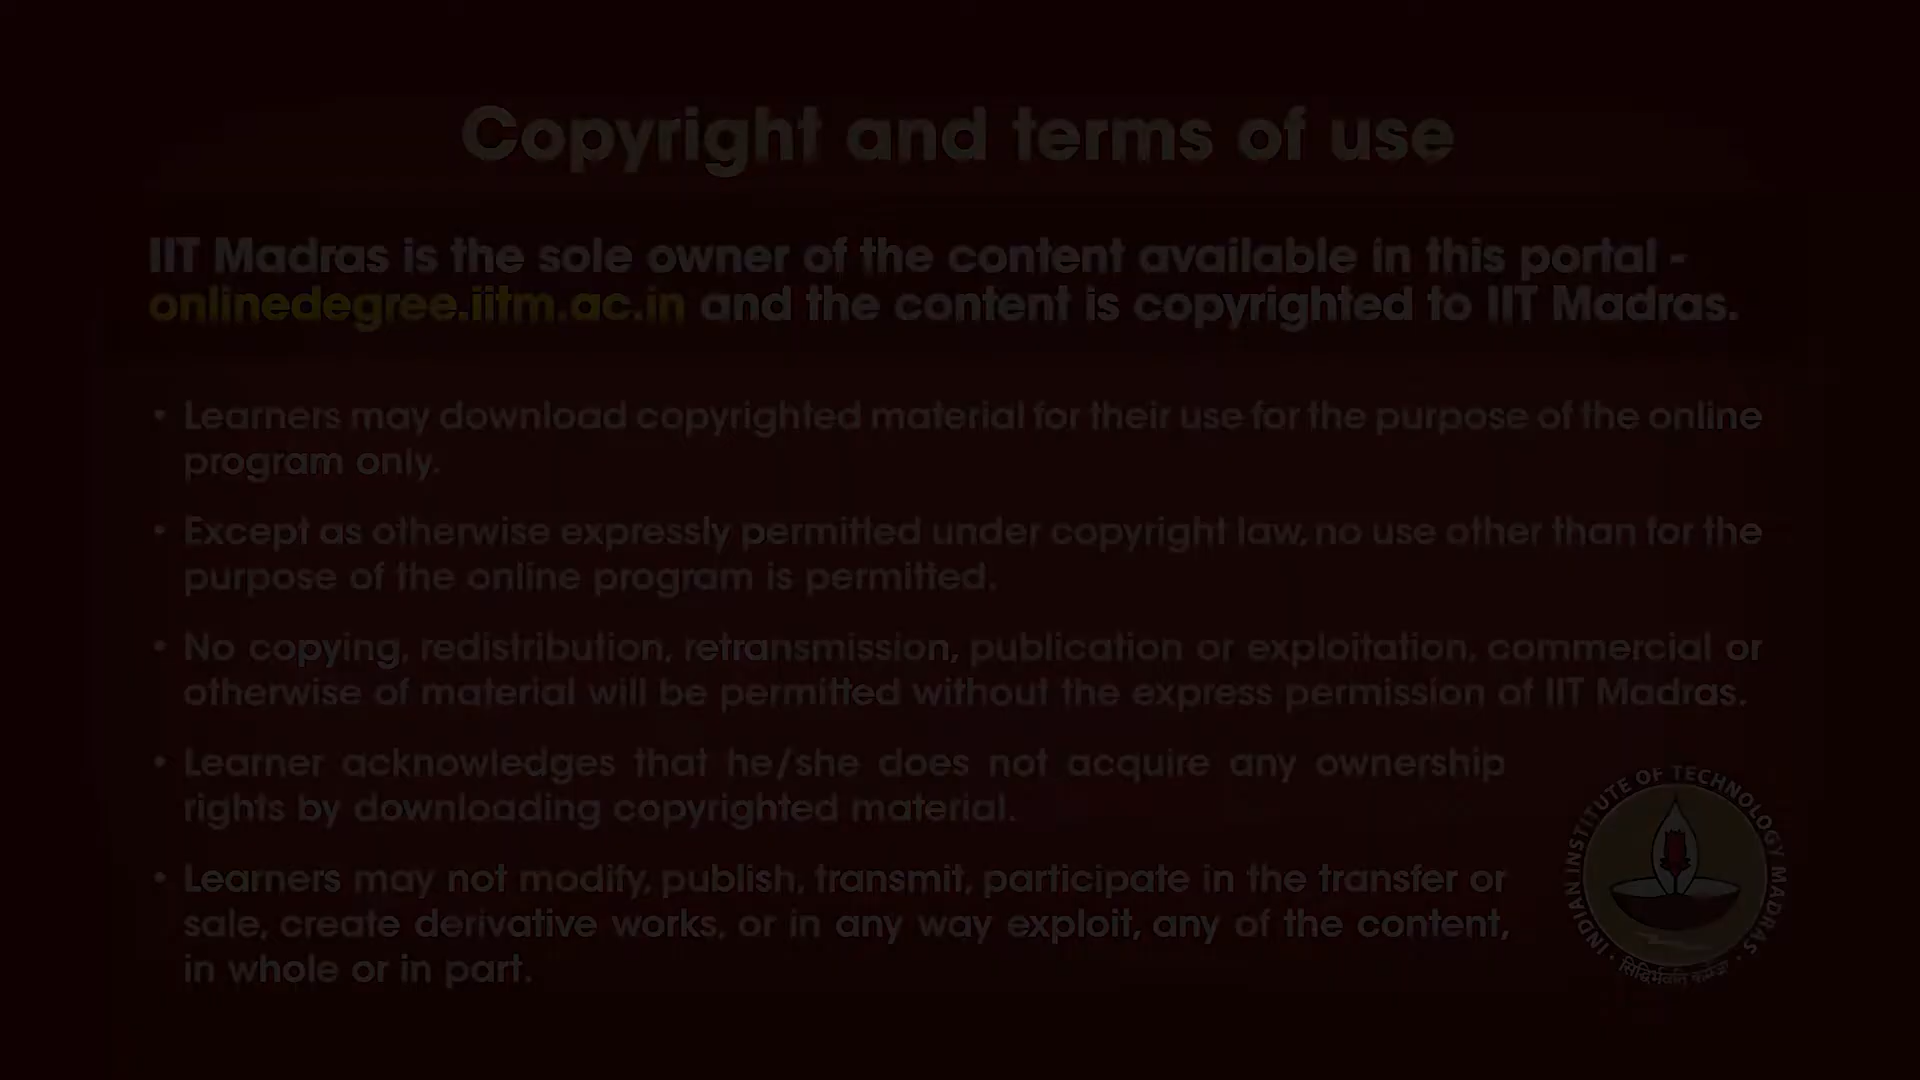 Copyright and terms of use
IIT Madras is the sole owner of the content available in this portal -
onlinedegree.iitm.ac.in and the content is copyrighted to IIT Madras.
• Learners may download copyrighted material for their use for the purpose of the online
program only.
• Except as otherwise expressly permitted under copyright law, no use other than for the
purpose of the online program is permitted.
• No copying, redistribution, retransmission, publication or exploitation, commercial or
otherwise of material will be permitted without the express permission of IIT Madras.
• Learner acknowledges that he/she does not acquire any ownership
rights by downloading copyrighted material.
• Learners may not modify, publish, transmit, participate in the transfer or
sale, create derivative works, or in any way exploit, any of the content,
in whole or in part.
INDIAN INSTITUTE OF TECHNOLOGY MADRAS
सिद्धिर्भवति कर्मजा